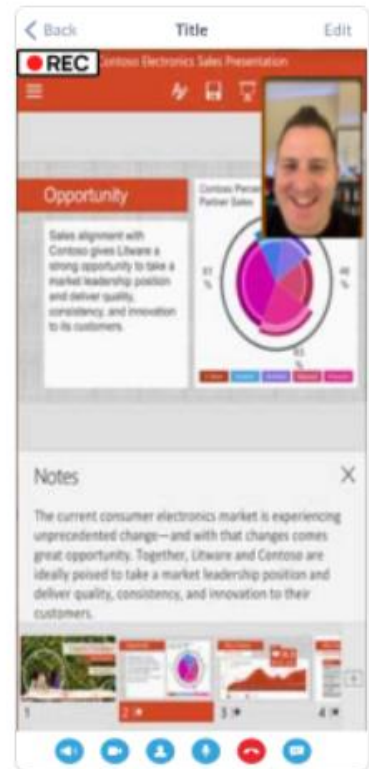 Back Title Edit
REC Contoso Electronics Sales Presentation
Opportunity
Sales alignment with
Contoso gives Litware a
strong opportunity to take a
market leadership position
and deliver quality,
consistency, and innovation
to its customers.
Partner Sales
%
%
%
Notes
The current consumer electronics market is experiencing
unprecedented change—and with that changes comes
great opportunity. Together, Litware and Contoso are
ideally poised to take a market leadership position and
deliver quality, consistency, and innovation to their
customers.
1
2
3
4